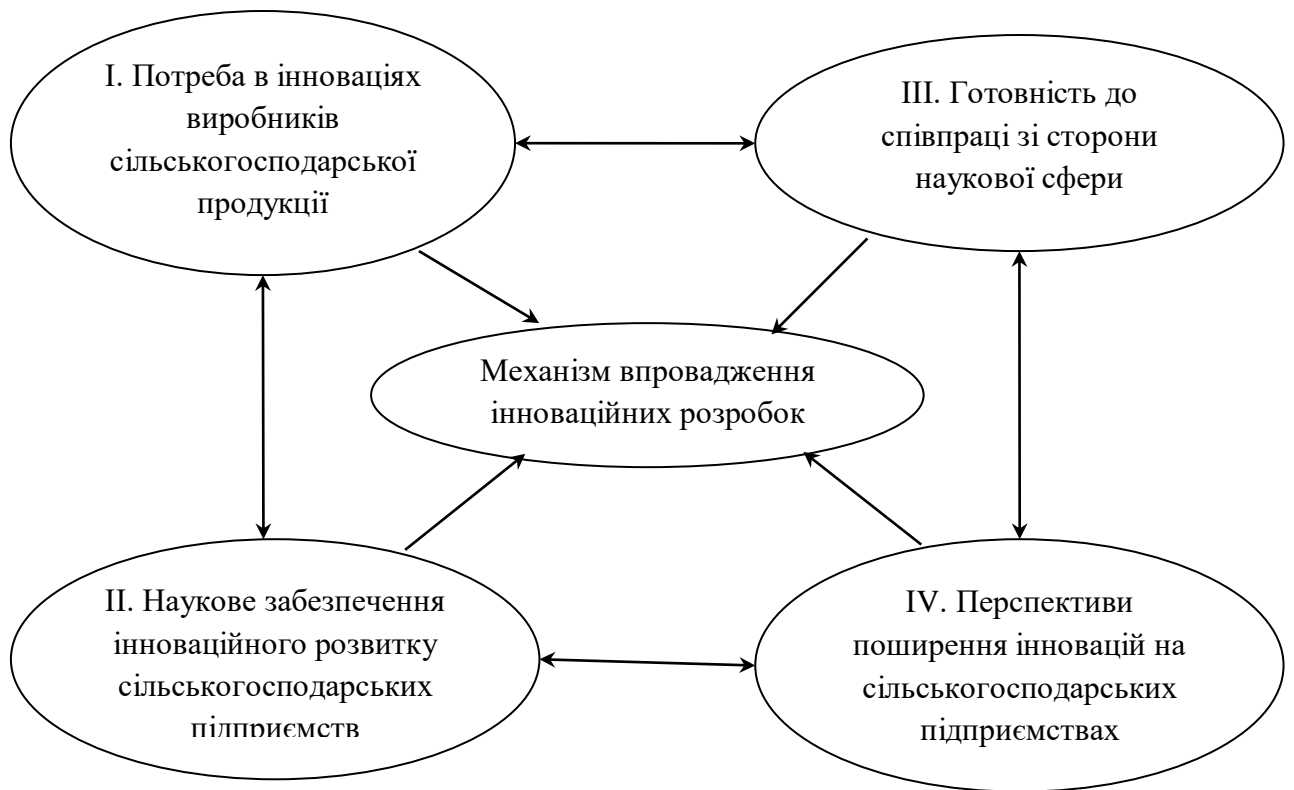 I. Потреба в інноваціях
виробників
сільськогосподарської
продукції
III. Готовність до
співпраці зі сторони
наукової сфери
Механізм впровадження
інноваційних розробок
II. Наукове забезпечення
інноваційного розвитку
сільськогосподарських
підприємств
IV. Перспективи
поширення інновацій на
сільськогосподарських
підприємствах